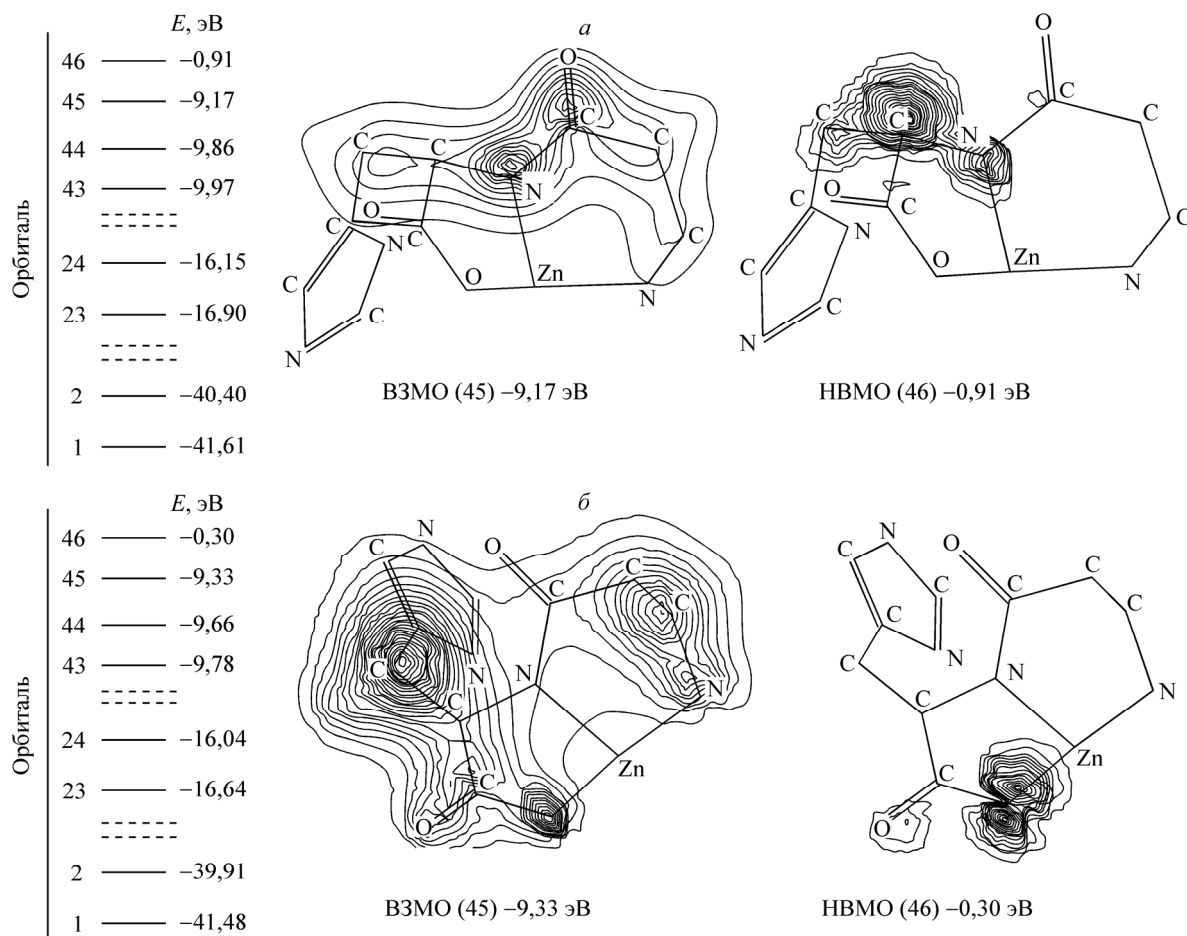 E, эВ
46 −0,91
45 −9,17
44 −9,86
43 −9,97
24 −16,15
23 −16,90
2 −40,40
1 −41,61
Орбиталь
а
O
C
C
C
C
N
O
C
C
N
C
O
Zn
N
C
C
N
ВЗМО (45) −9,17 эВ
O
C
C
C
C
N
O
C
C
C
N
O
Zn
N
C
C
N
НВМО (46) −0,91 эВ
E, эВ
46 −0,30
45 −9,33
44 −9,66
43 −9,78
24 −16,04
23 −16,64
2 −39,91
1 −41,48
Орбиталь
б
N
O
C
C
C
C
C
N
N
N
C
Zn
C
O
ВЗМО (45) −9,33 эВ
N
O
C
C
C
C
C
C
N
C
N
N
C
Zn
C
O
НВМО (46) −0,30 эВ